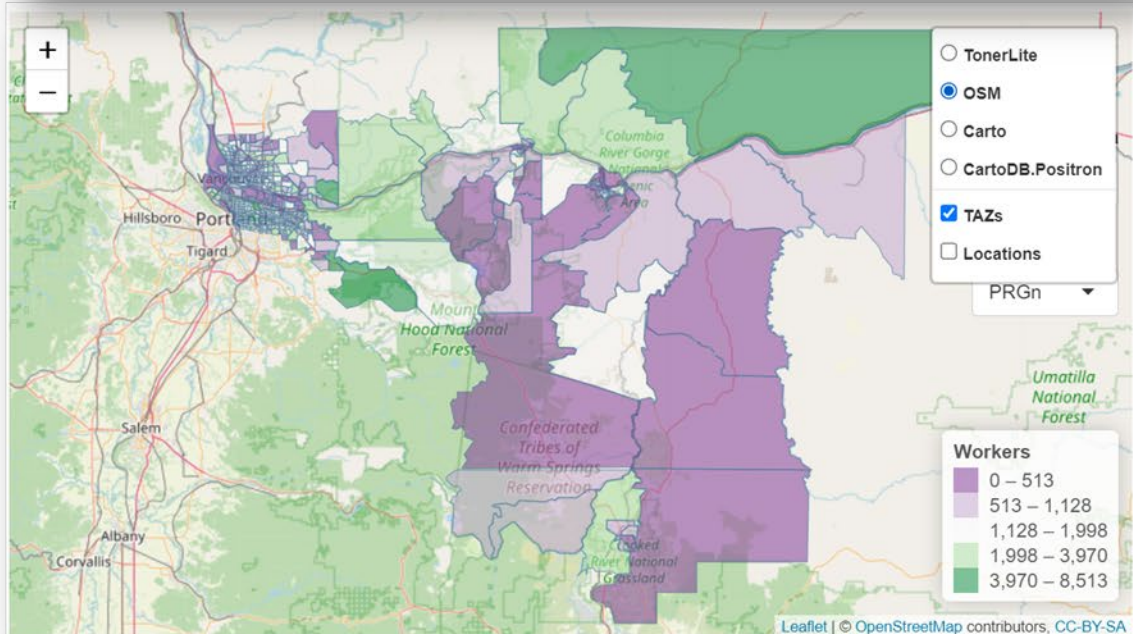 +
−
TonerLite
OSM
Carto
CartoDB.Positron
TAZs
Locations
PRGn
Columbia
River Gorge
National
Scenic
Area
Vancouver
Hillsboro
Portland
Tigard
Mount
Hood National
Forest
Umatilla
National
Forest
Salem
Confederated
Tribes of
Warm Springs
Reservation
Albany
Corvallis
Crooked
River National
Grassland
Workers
0 – 513
513 – 1,128
1,128 – 1,998
1,998 – 3,970
3,970 – 8,513
Leaflet | © OpenStreetMap contributors, CC-BY-SA